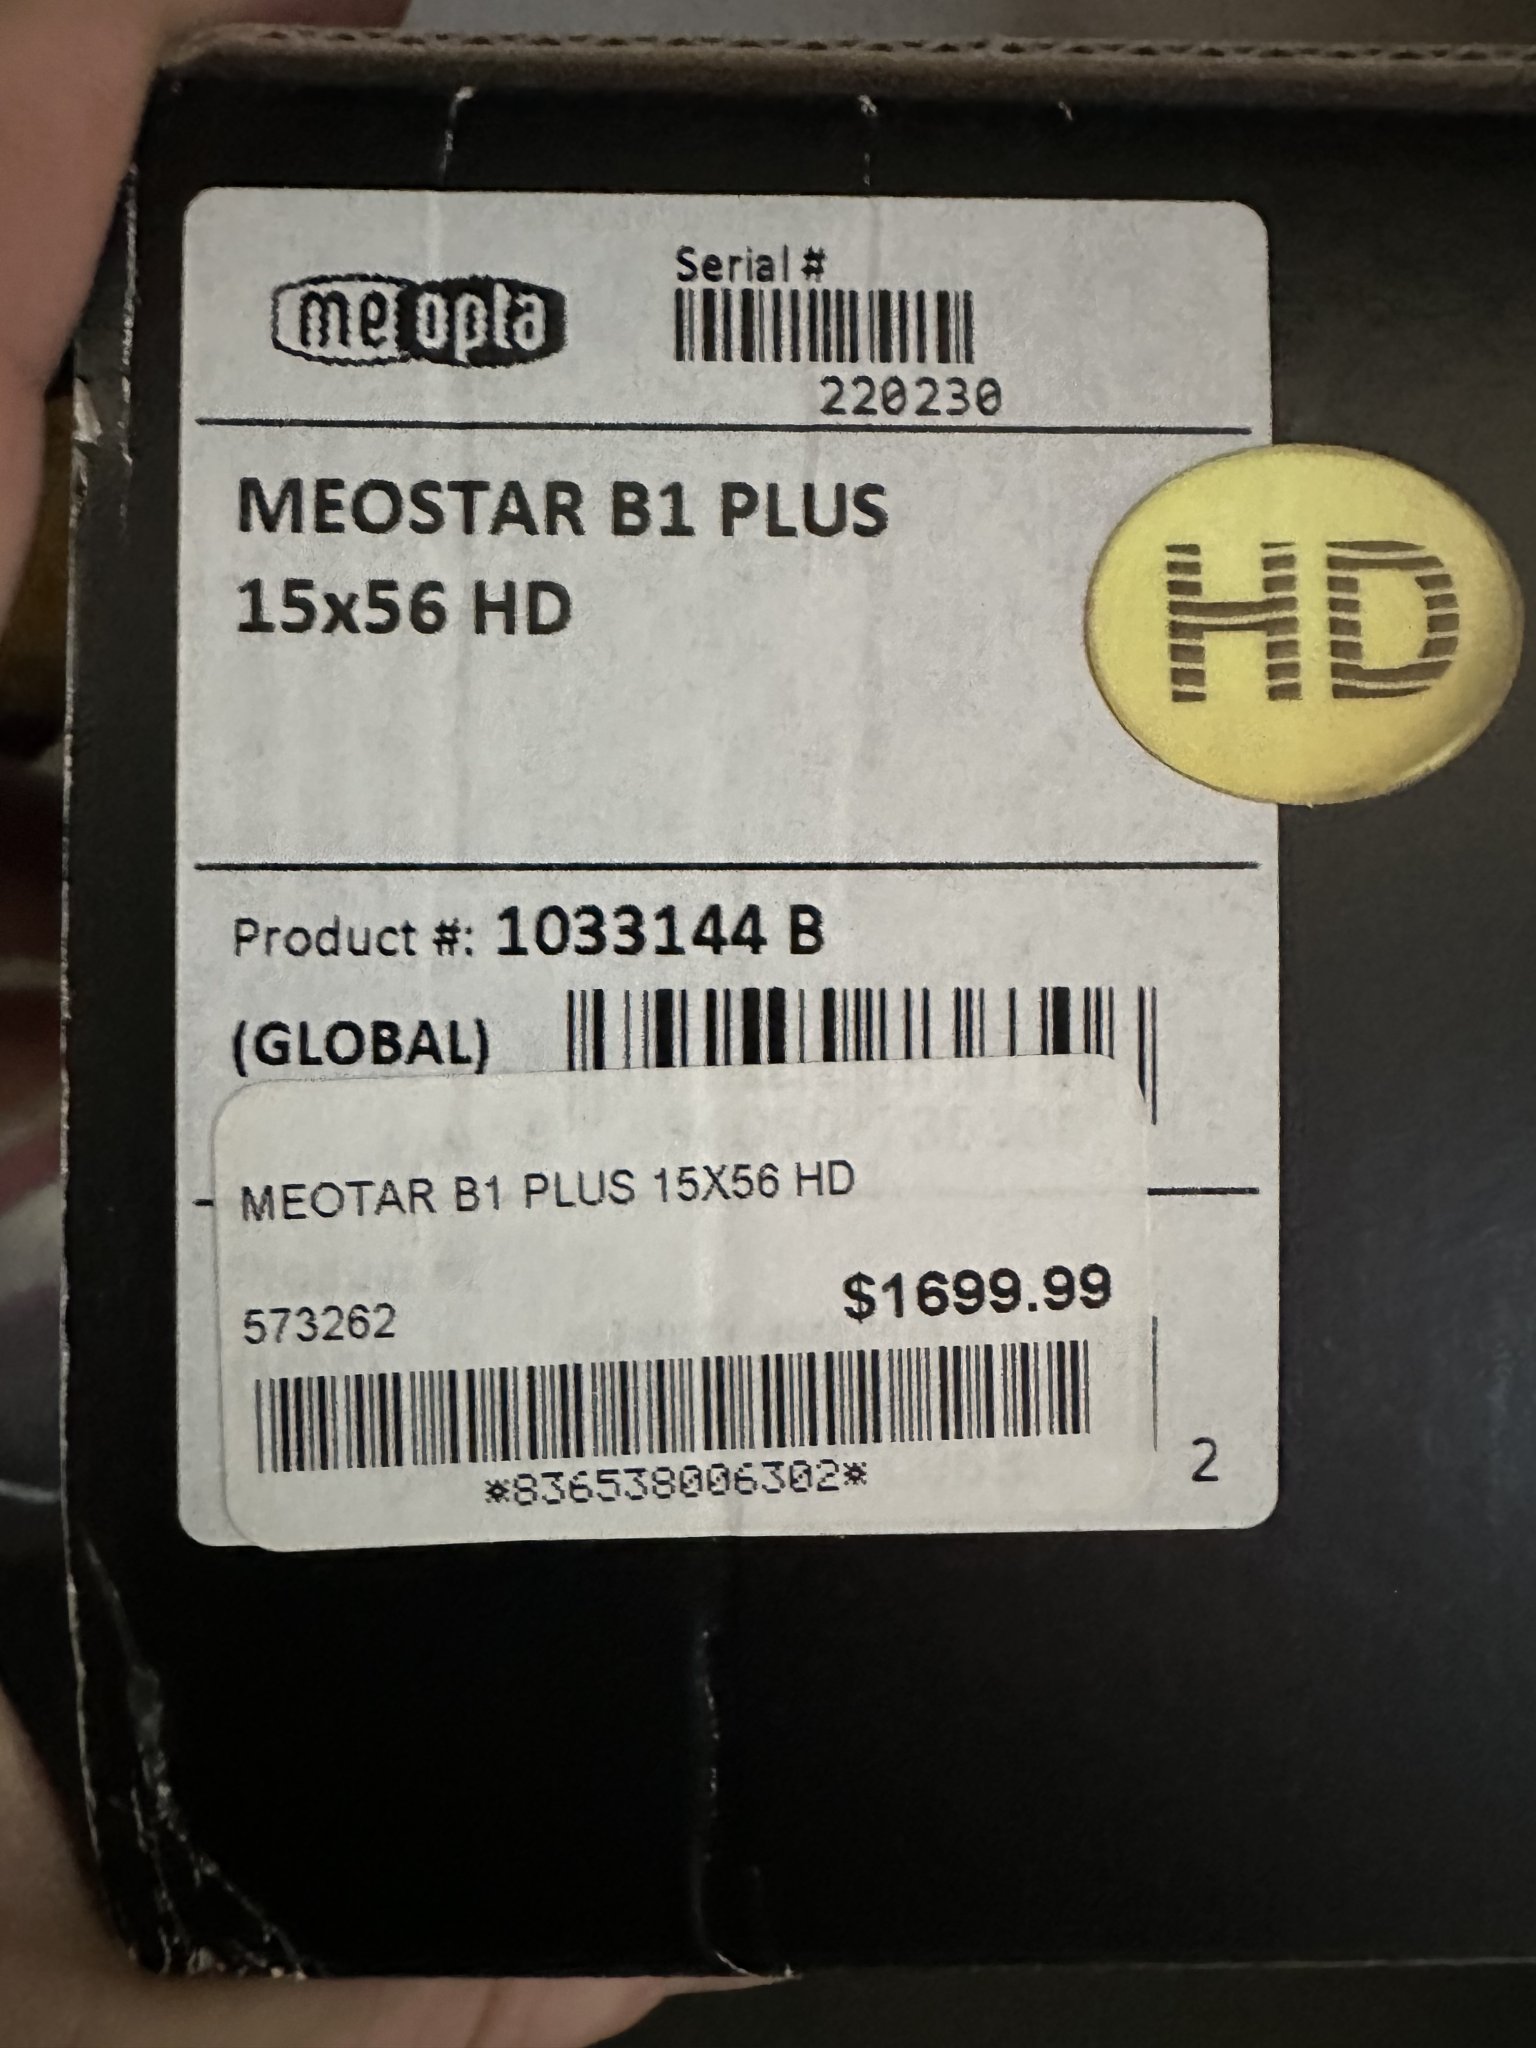 meopta
Serial #
220230
MEOSTAR B1 PLUS
15x56 HD
HD
Product #: 1033144 B
(GLOBAL)
MEOTAR B1 PLUS 15X56 HD
$1699.99
573262
*836538006302*
2